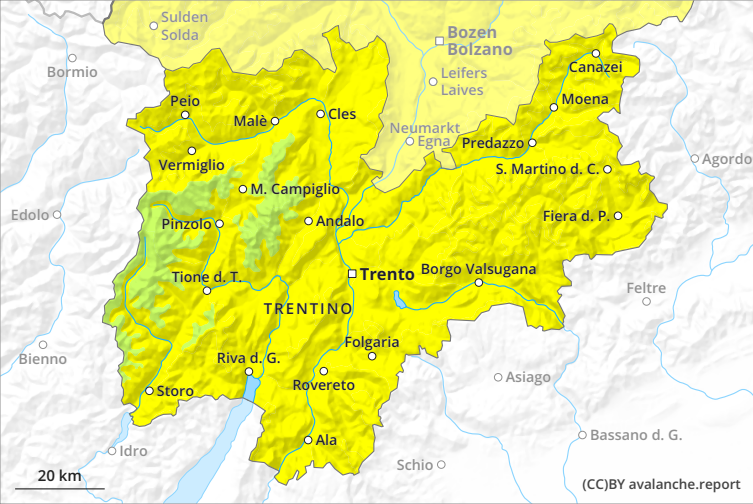 Sulden
Solda
Bozen
Bolzano
Bormio
Canazei
Leifers
Laives
Peio
Moena
Malè
Cles
Neumarkt
Egna
Predazzo
Vermiglio
Agordo
S. Martino d. C.
M. Campiglio
Edolo
Pinzolo
Andalo
Fiera d. P.
Tione d. T.
Trento
Borgo Valsugana
Feltre
TRENTINO
Folgaria
Bienno
Riva d. G.
Rovereto
Asiago
Storo
Ala
Bassano d. G.
Idro
Schio
20 km
(CC)BY avalanche.report